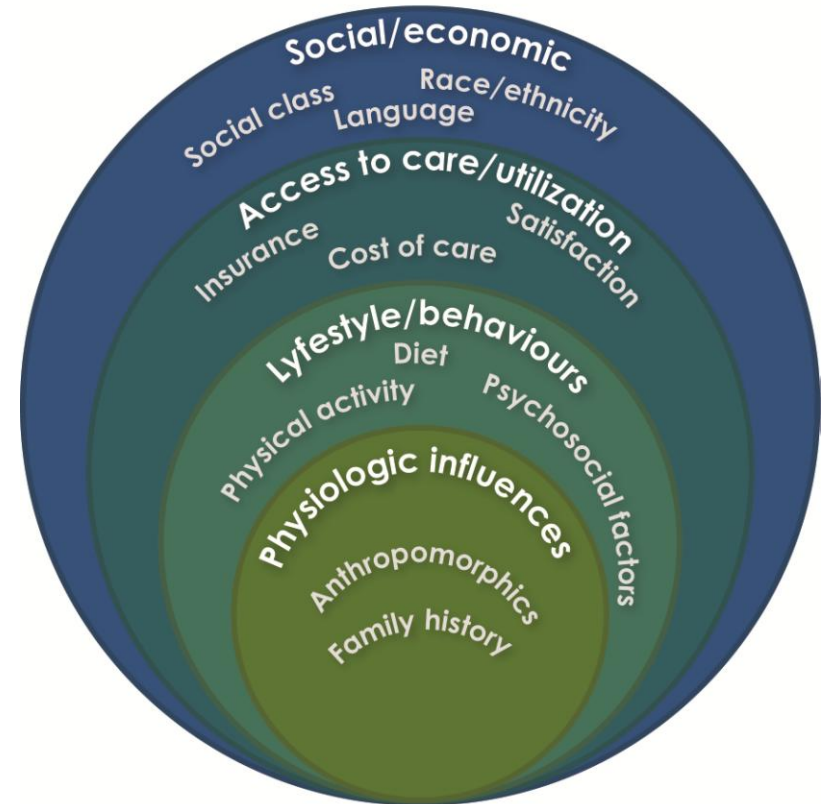 Social/economic
Social class
Language
Race/ethnicity
Access to care/utilization
Insurance
Cost of care
Satisfaction
Lyfestyle/behaviours
Diet
Physical activity
Psychosocial factors
Physiologic influences
Anthropomorphics
Family history